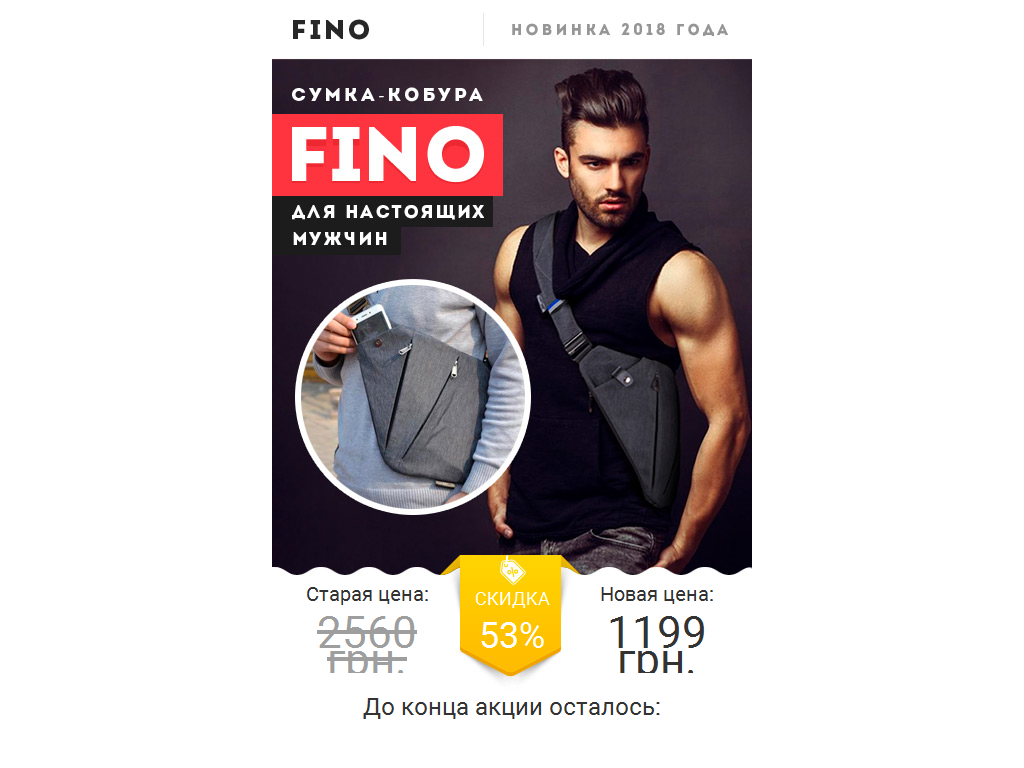 FINO
НОВИНКА 2018 ГОДА
СУМКА-КОБУРА
FINO
ДЛЯ НАСТОЯЩИХ
МУЖЧИН
Старая цена:
2560
грн.
СКИДКА
53%
Новая цена:
1199
грн.
До конца акции осталось: